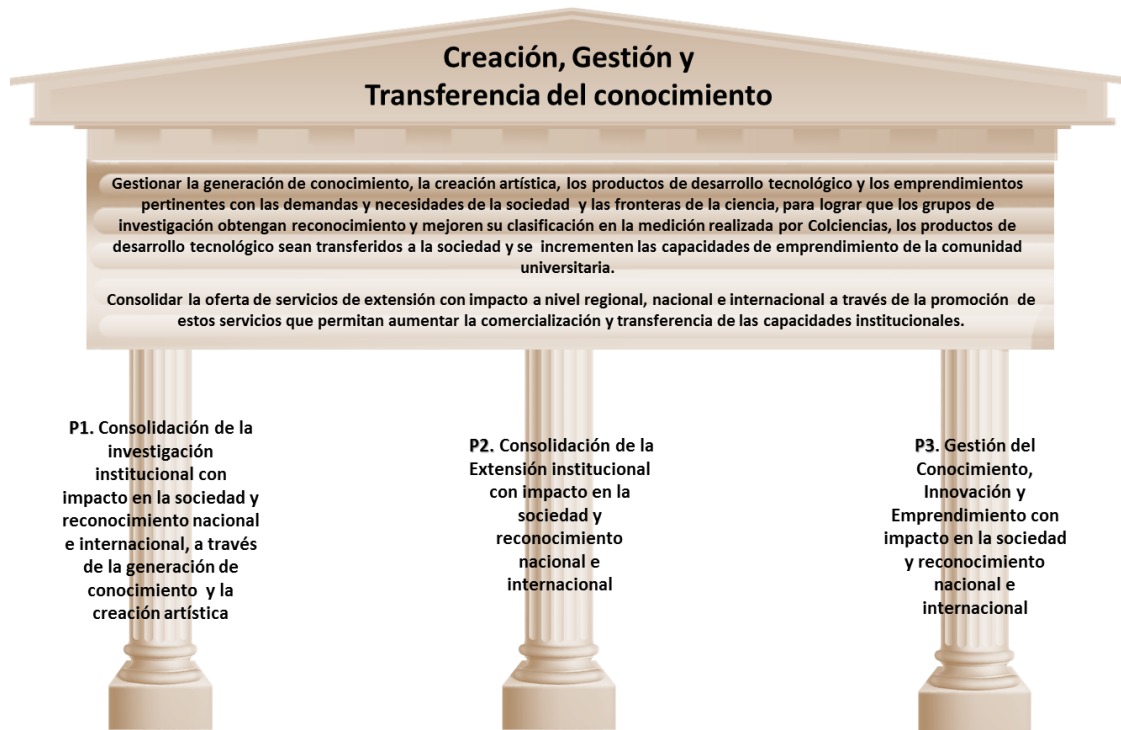 Creación, Gestión y
Transferencia del conocimiento
Gestionar la generación de conocimiento, la creación artística, los productos de desarrollo tecnológico y los emprendimientos
pertinentes con las demandas y necesidades de la sociedad y las fronteras de la ciencia, para lograr que los grupos de
investigación obtengan reconocimiento y mejoren su clasificación en la medición realizada por Colciencias, los productos de
desarrollo tecnológico sean transferidos a la sociedad y se incrementen las capacidades de emprendimiento de la comunidad
universitaria.
Consolidar la oferta de servicios de extensión con impacto a nivel regional, nacional e internacional a través de la promoción de
estos servicios que permitan aumentar la comercialización y transferencia de las capacidades institucionales.
P1. Consolidación de la
investigación
institucional con
impacto en la sociedad y
reconocimiento nacional
e internacional, a través
de la generación de
conocimiento y la
creación artística
P2. Consolidación de la
Extensión institucional
con impacto en la
sociedad y
reconocimiento
nacional e
internacional
P3. Gestión del
Conocimiento,
Innovación y
Emprendimiento con
impacto en la sociedad
y reconocimiento
nacional e
internacional